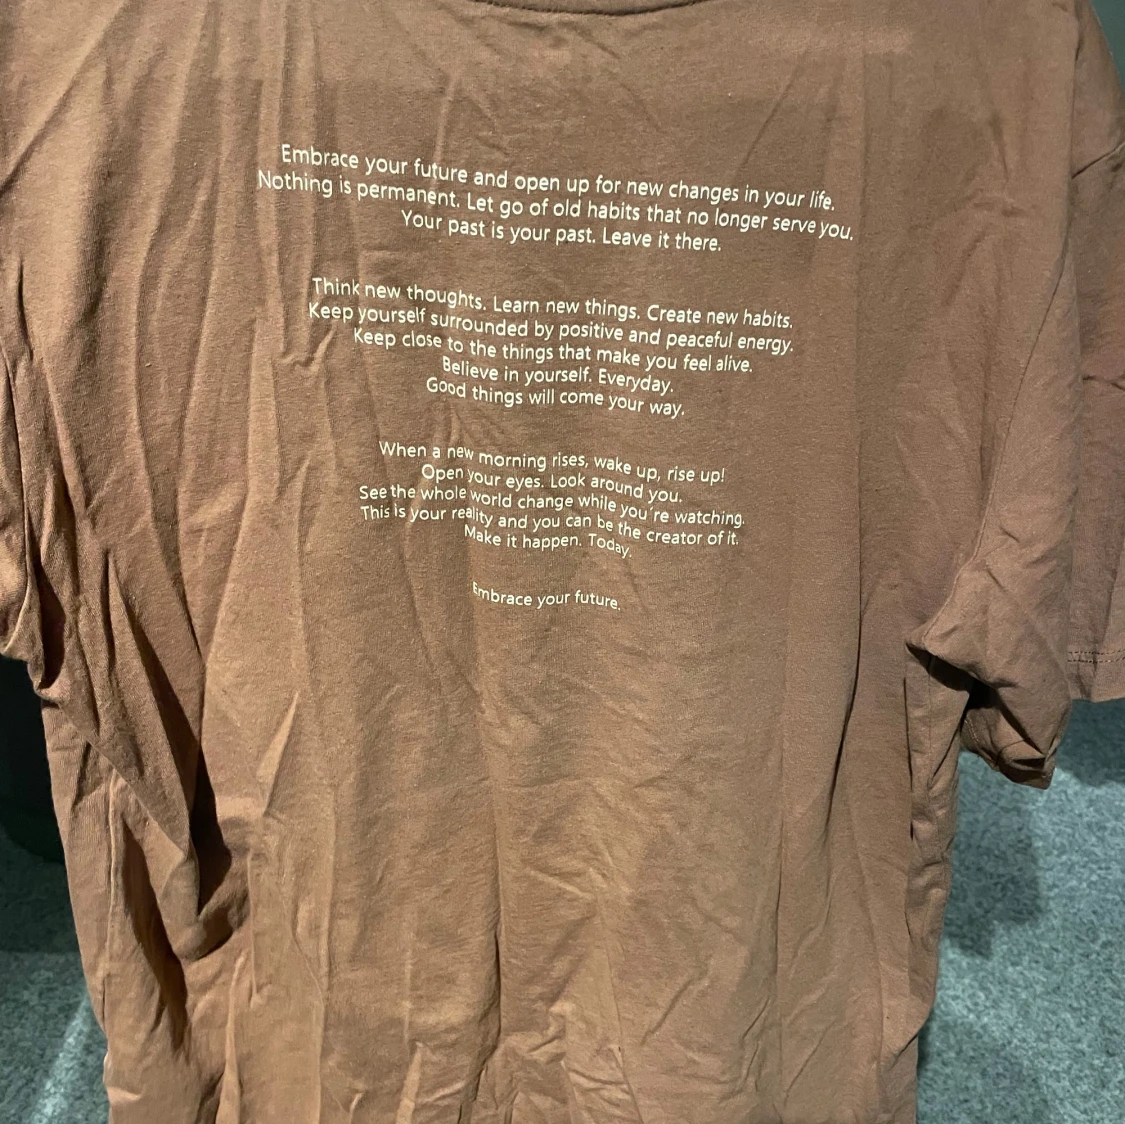 Embrace your future and open up for new changes in your life.
Nothing is permanent. Let go of old habits that no longer serve you.
Your past is your past. Leave it there.
Think new thoughts. Learn new things. Create new habits.
Keep yourself surrounded by positive and peaceful energy.
Keep close to the things that make you feel alive.
Believe in yourself. Everyday.
Good things will come your way.
When a new morning rises, wake up, rise up!
Open your eyes. Look around you.
See the whole world change while you're watching.
This is your reality and you can be the creator of it.
Make it happen. Today.
Embrace your future.